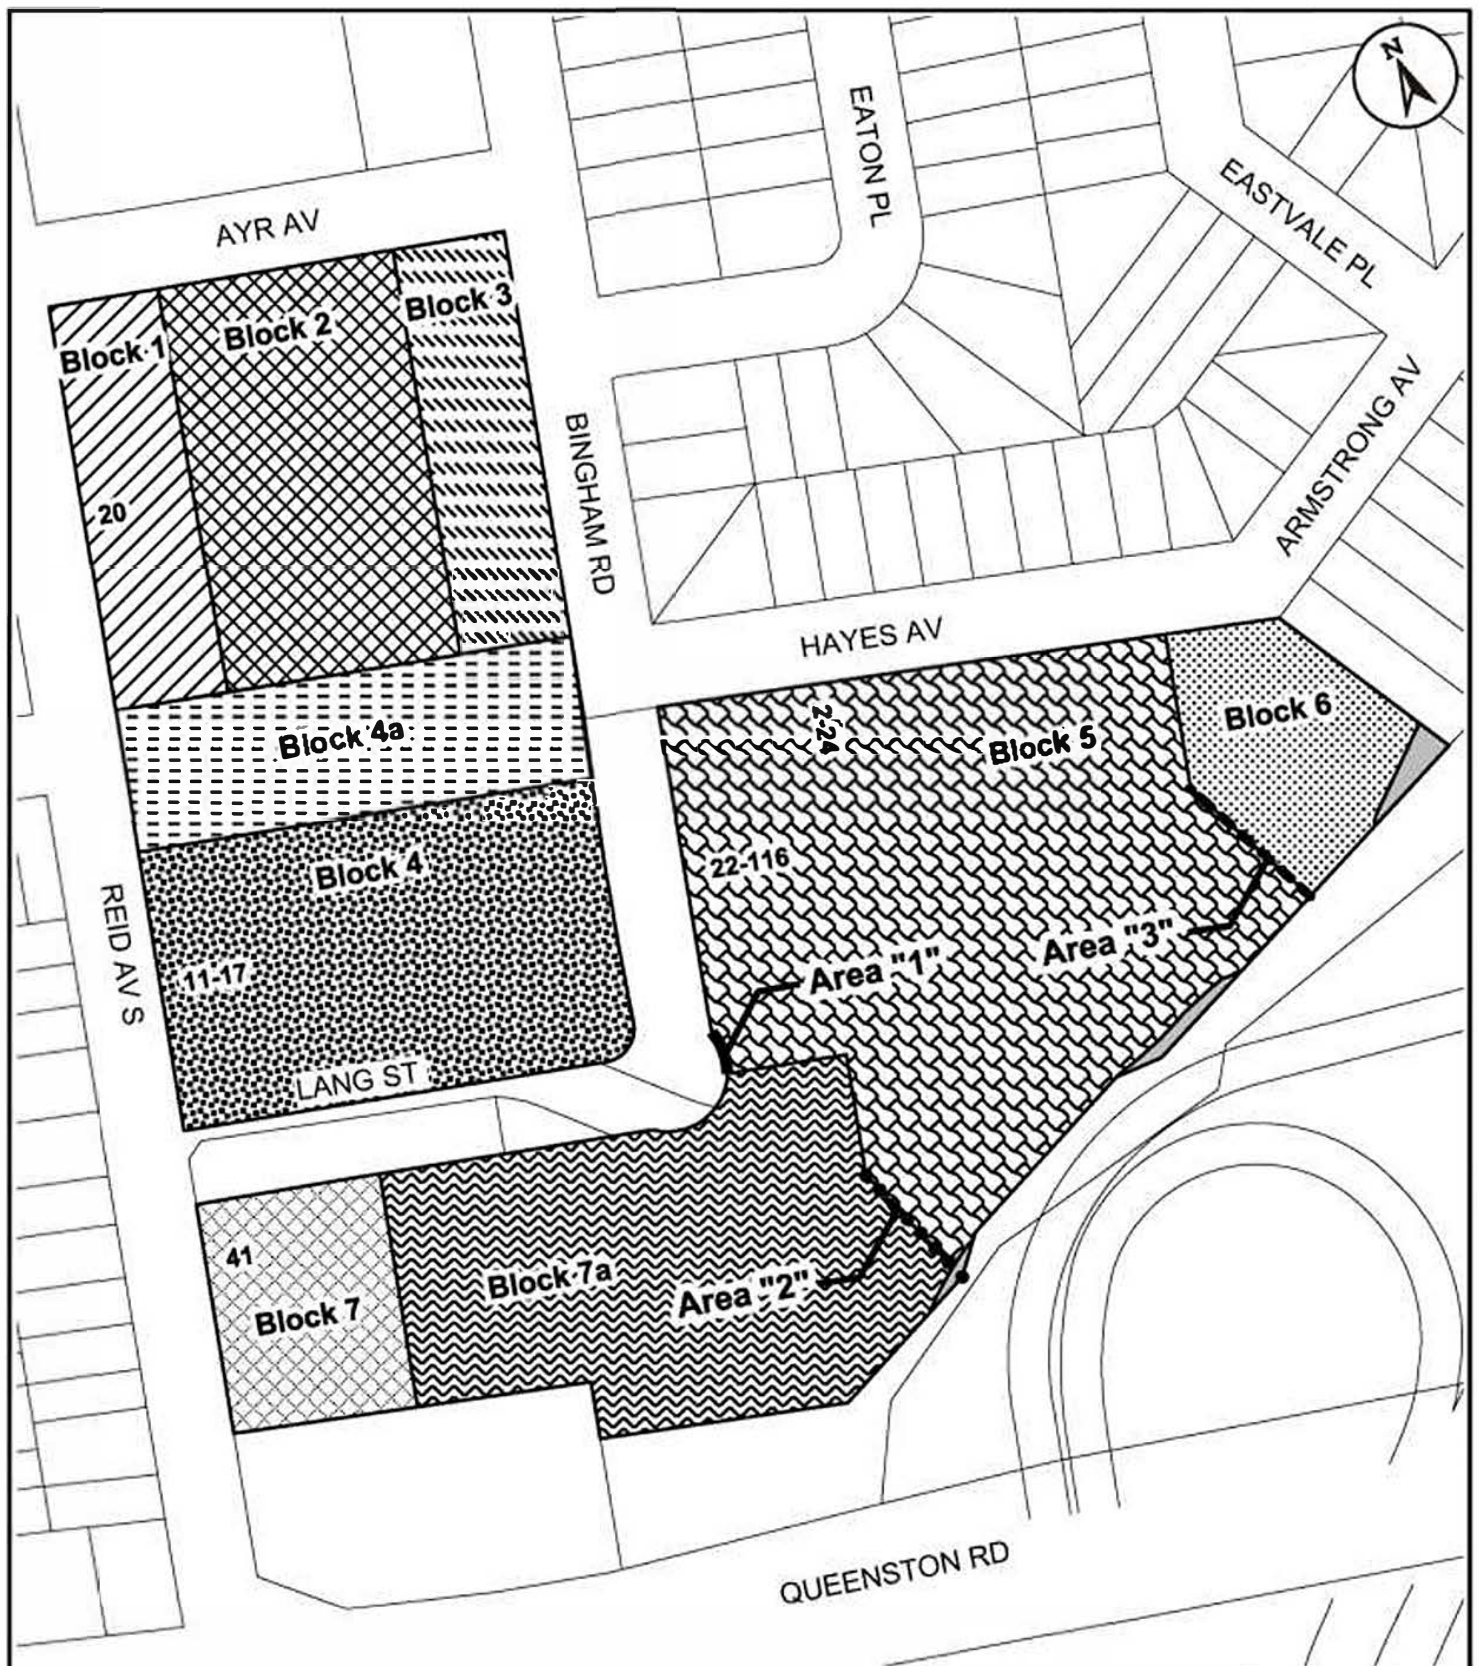 N
EATON PL
EASTVALE PL
AYR AV
Block 3
Block 2
Block 1
ARMSTRONG AV
BINGHAM RD
20
HAYES AV
Block 6
2-24
Block 5
Block 4a
22-116
Block 4
REID AV S
Area "3"
Area "1"
11-17
LANG ST
41
Block 7a
Area "2"
Block 7
QUEENSTON RD